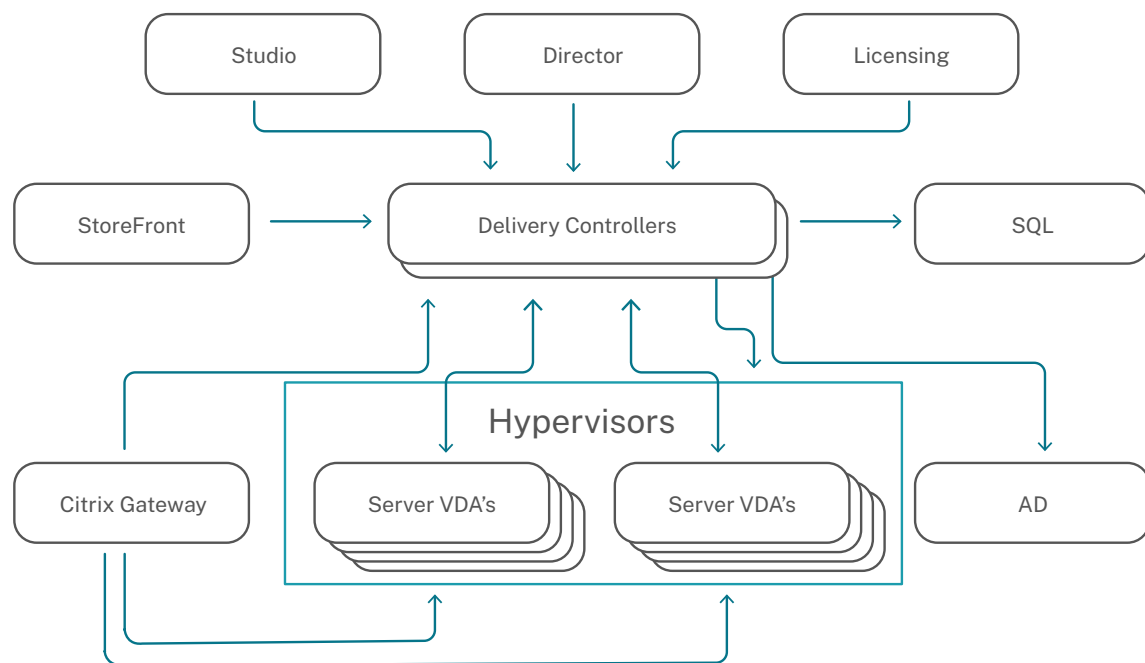 Studio
Director
Licensing
StoreFront
Delivery Controllers
SQL
Hypervisors
Citrix Gateway
Server VDA's
Server VDA's
AD